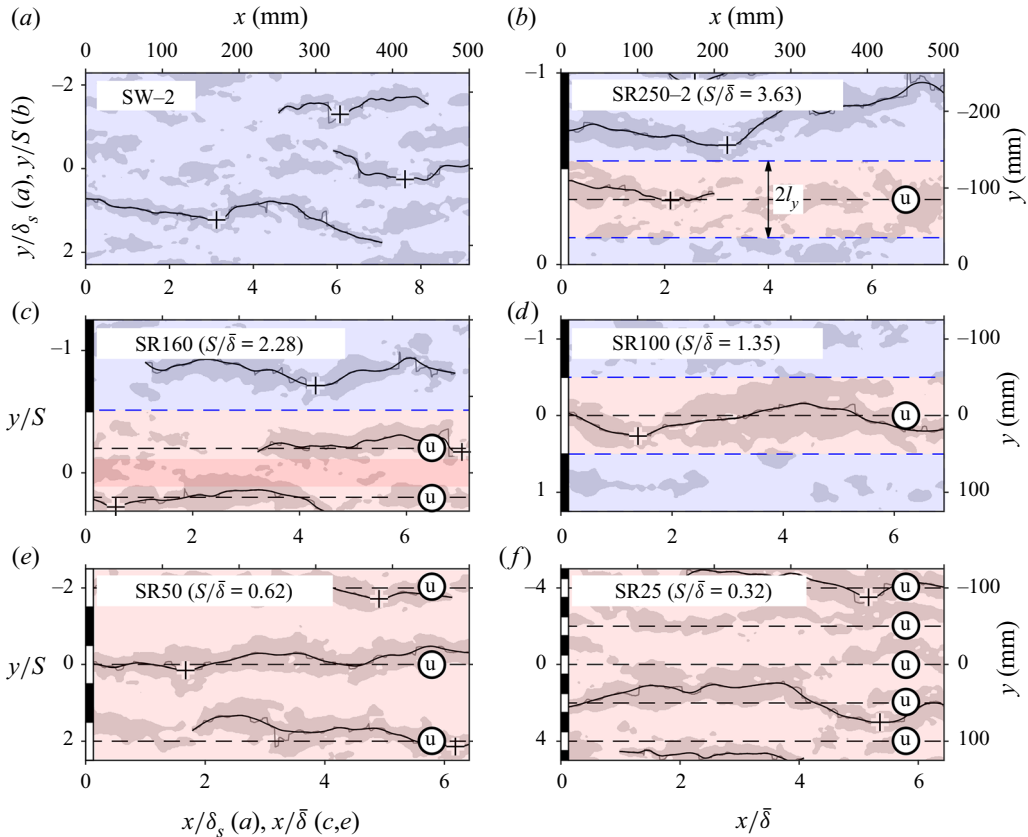 (a) x (mm) x (mm)
0 100 200 300 400 500 0 100 200 300 400 500
–2 SW–2 –1 SR250–2 (S/δ̄ = 3.63) (b)
–200
y/δs (a), y/S (b) 0 2ly u –100 y (mm)
2 0 0
0 2 4 6 8 0 2 4 6
(c) SR160 (S/δ̄ = 2.28) (d) SR100 (S/δ̄ = 1.35)
–1 –1 –100
y/S u 0 u 0 y (mm)
0 u
1 100
0 2 4 6 0 2 4 6
(e) SR50 (S/δ̄ = 0.62) (f) SR25 (S/δ̄ = 0.32)
–2 u –4 u –100
u
y/S 0 u 0 u 0 y (mm)
u
2 u 4 u 100
0 2 4 6 0 2 4 6
x/δs (a), x/δ̄ (c,e) x/δ̄